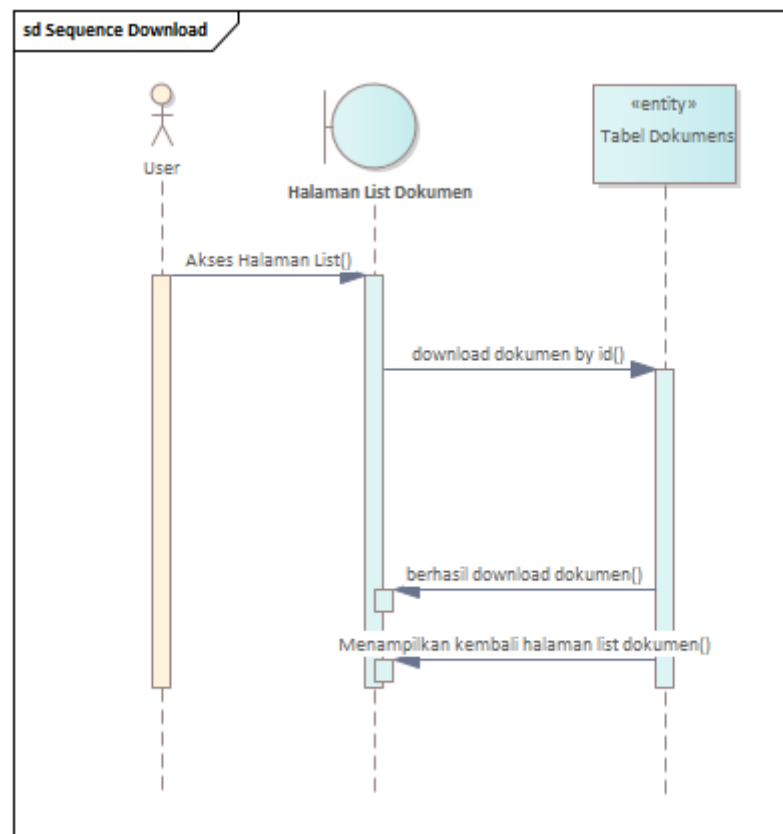 sd Sequence Download
«entity»
Tabel Dokumens
User
Halaman List Dokumen
Akses Halaman List()
download dokumen by id()
berhasil download dokumen()
Menampilkan kembali halaman list dokumen()